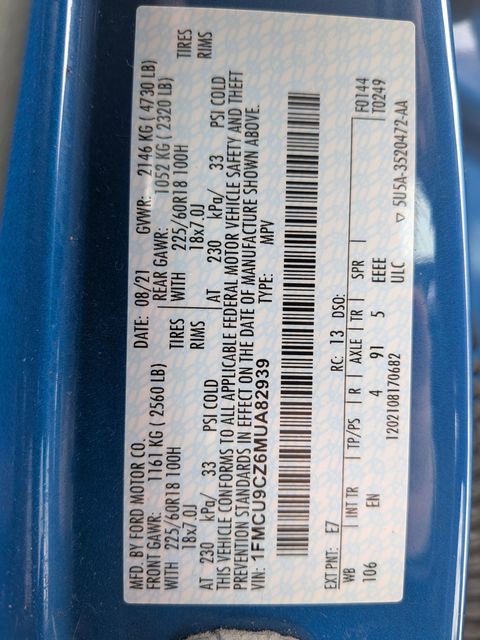 MFD. BY FORD MOTOR CO.
DATE: 08/21 GVWR: 2146 KG ( 4730 LB)
FRONT GAWR: 1161 KG ( 2560 LB) REAR GAWR: 1052 KG ( 2320 LB)
WITH 225/60R18 100H TIRES WITH 225/60R18 100H TIRES
18x7.0J RIMS 18x7.0J RIMS
AT 230 kPa/ 33 PSI COLD AT 230 kPa/ 33 PSI COLD
THIS VEHICLE CONFORMS TO ALL APPLICABLE FEDERAL MOTOR VEHICLE SAFETY AND THEFT
PREVENTION STANDARDS IN EFFECT ON THE DATE OF MANUFACTURE SHOWN ABOVE.
VIN: 1FMCU9CZ6MUA82939 TYPE: MPV
F0144
T0249
EXT PNT: E7 RC: 13 DSO:
WB INT TR TP/PS R AXLE TR SPR
106 EN 4 91 5 EEEE
1Z02108170682 ULC
▽ 5U5A-3520472-AA